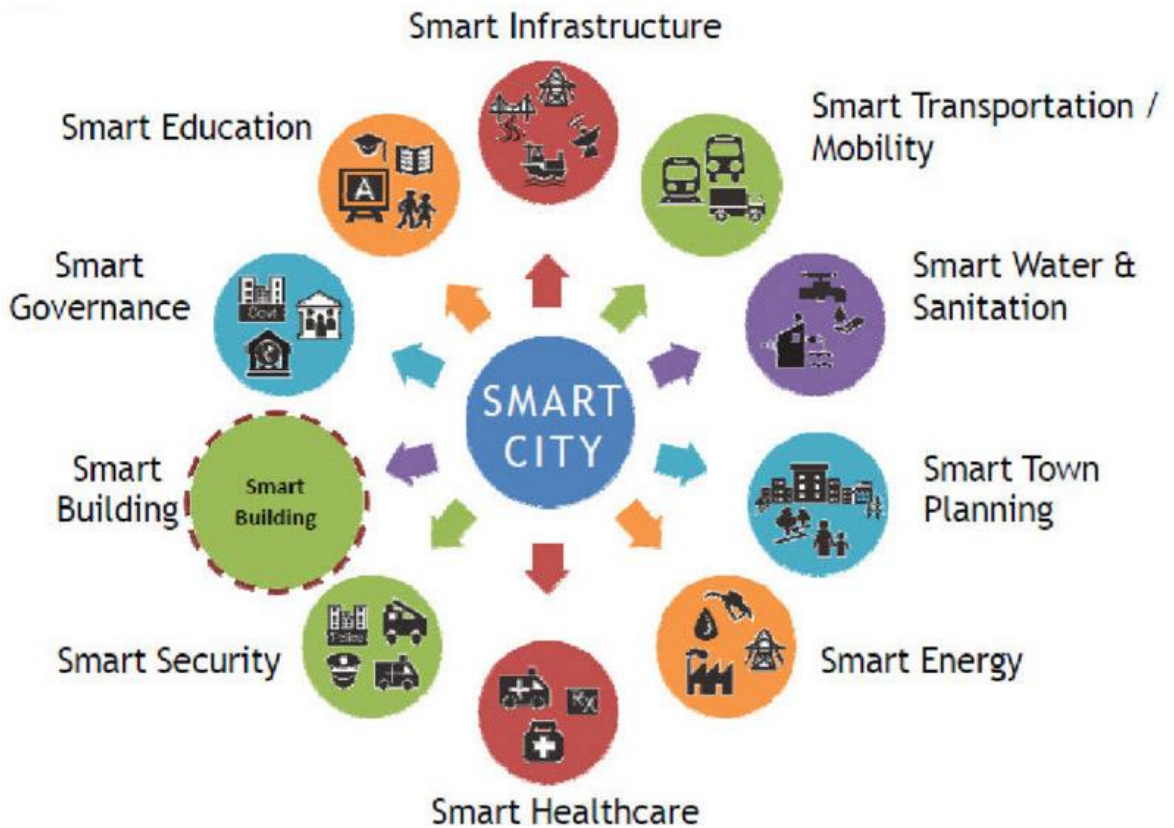 Smart Infrastructure
Smart Education
Smart Transportation /
Mobility
A
Smart
Governance
Govt
Smart Water &
Sanitation
SMART
CITY
Smart
Building
Smart
Building
Smart Town
Planning
Police
Smart Security
Smart Energy
Rx
Smart Healthcare